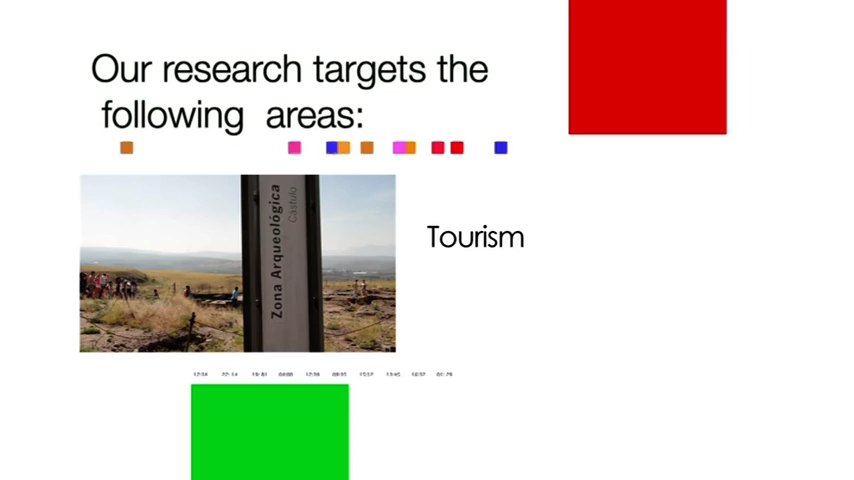 Our research targets the
following areas:
Zona Arqueológica
Cástulo
Tourism